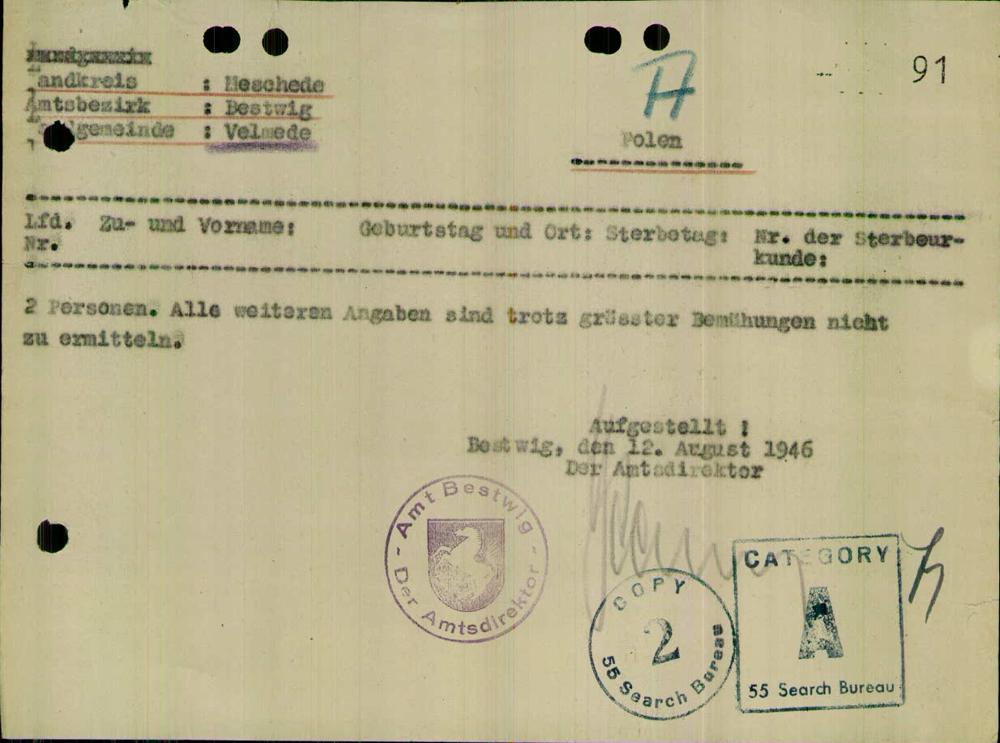 91
A
Landkreis : Meschede
Amtsbezirk : Bestwig
gemeinde : Velmede
Polen
Lfd. Zu- und Vorname: Geburtstag und Ort: Sterbetag: Nr. der Sterbeur-
Nr. kunde:
2 Personen. Alle weiteren Angaben sind trotz grösster Bemühungen nicht
zu ermitteln.
Aufgestellt :
Bestwig, den 12. August 1946
Der Amtsdirektor
Amt Bestwig
Der Amtsdirektor
COPY
2
55 Search Bureau
CATEGORY
A
55 Search Bureau